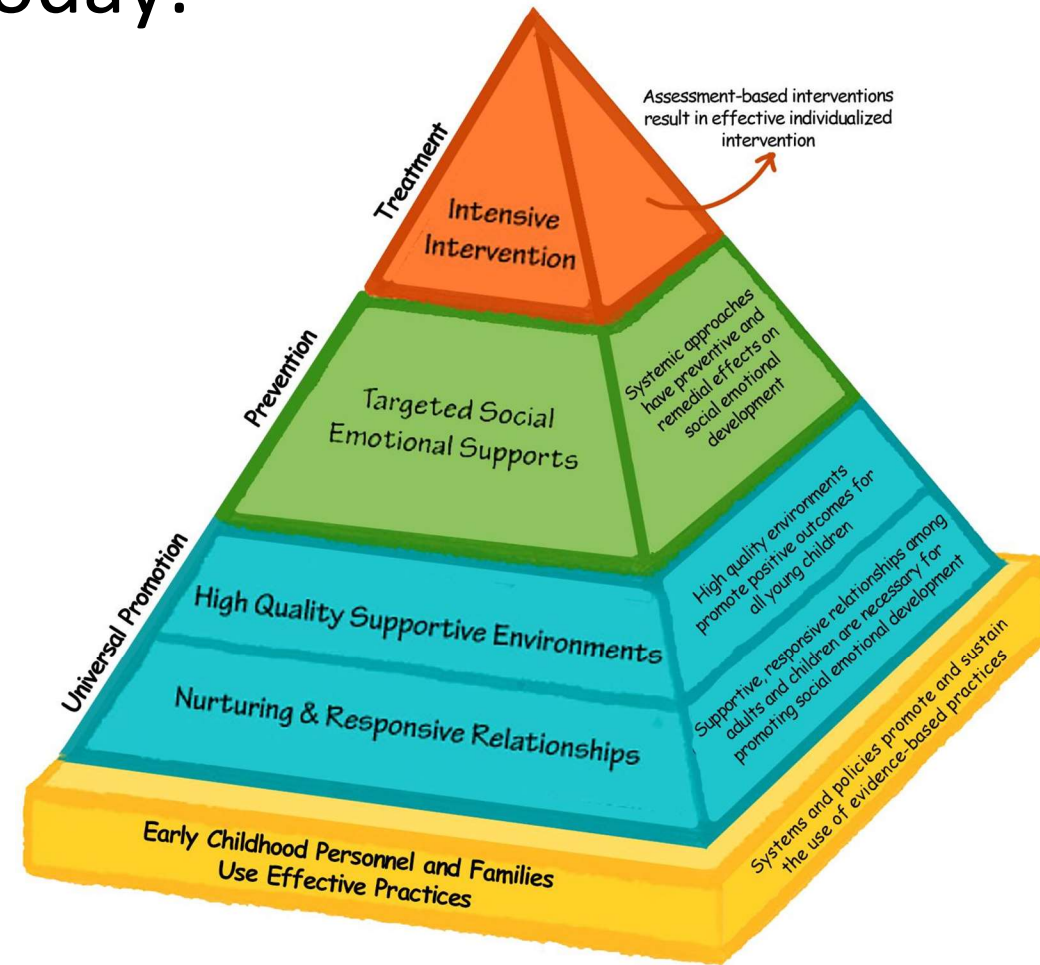 Assessment-based interventions
result in effective individualized
intervention
Treatment
Intensive
Intervention
Prevention
Targeted Social
Emotional Supports
Systemic approaches
have preventive and
remedial effects on
social emotional
development
Universal Promotion
High Quality Supportive Environments
High quality environments
promote positive outcomes for
all young children
Nurturing & Responsive Relationships
Supportive, responsive relationships among
adults and children are necessary for
promoting social emotional development
Early Childhood Personnel and Families
Use Effective Practices
Systems and policies promote and sustain
the use of evidence-based practices